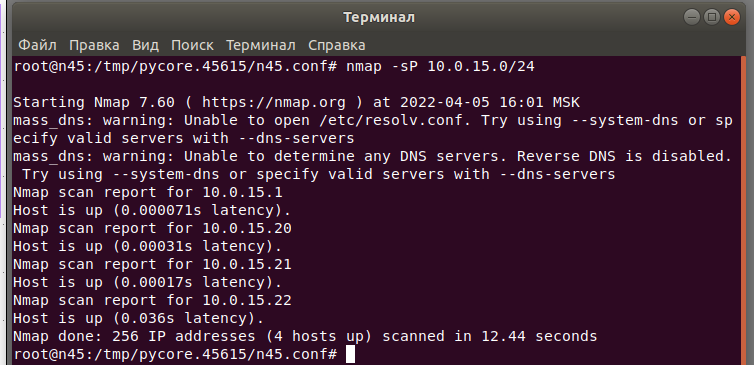 Терминал
Файл Правка Вид Поиск Терминал Справка
root@n45:/tmp/pycore.45615/n45.conf# nmap -sP 10.0.15.0/24
Starting Nmap 7.60 ( https://nmap.org ) at 2022-04-05 16:01 MSK
mass_dns: warning: Unable to open /etc/resolv.conf. Try using --system-dns or sp
ecify valid servers with --dns-servers
mass_dns: warning: Unable to determine any DNS servers. Reverse DNS is disabled.
 Try using --system-dns or specify valid servers with --dns-servers
Nmap scan report for 10.0.15.1
Host is up (0.000071s latency).
Nmap scan report for 10.0.15.20
Host is up (0.00031s latency).
Nmap scan report for 10.0.15.21
Host is up (0.00017s latency).
Nmap scan report for 10.0.15.22
Host is up (0.036s latency).
Nmap done: 256 IP addresses (4 hosts up) scanned in 12.44 seconds
root@n45:/tmp/pycore.45615/n45.conf#